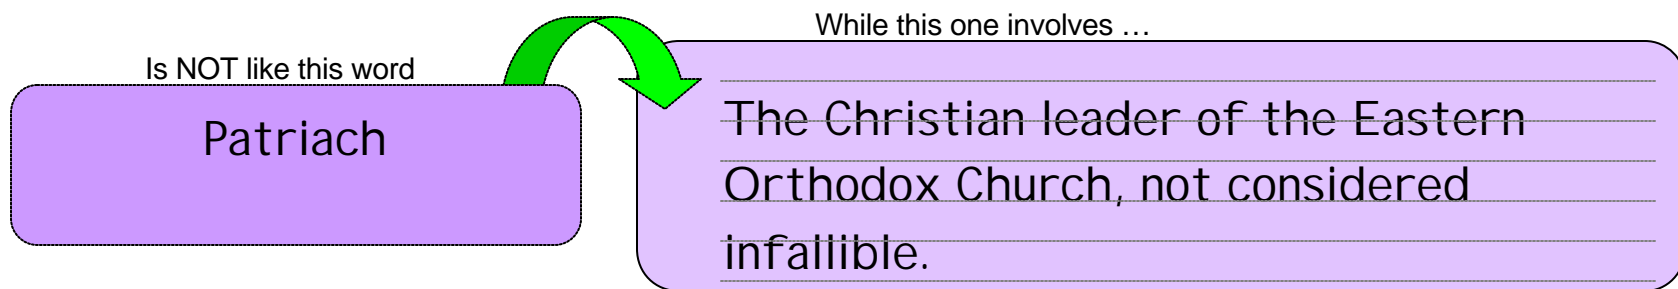 While this one involves …
Is NOT like this word
Patriach
The Christian leader of the Eastern
Orthodox Church, not considered
infallible.